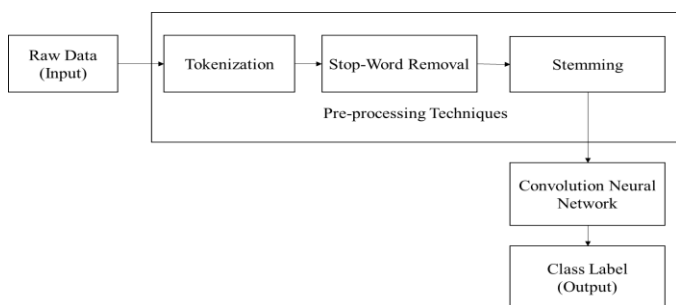 Raw Data
(Input)
Tokenization
Stop-Word Removal
Stemming
Pre-processing Techniques
Convolution Neural
Network
Class Label
(Output)